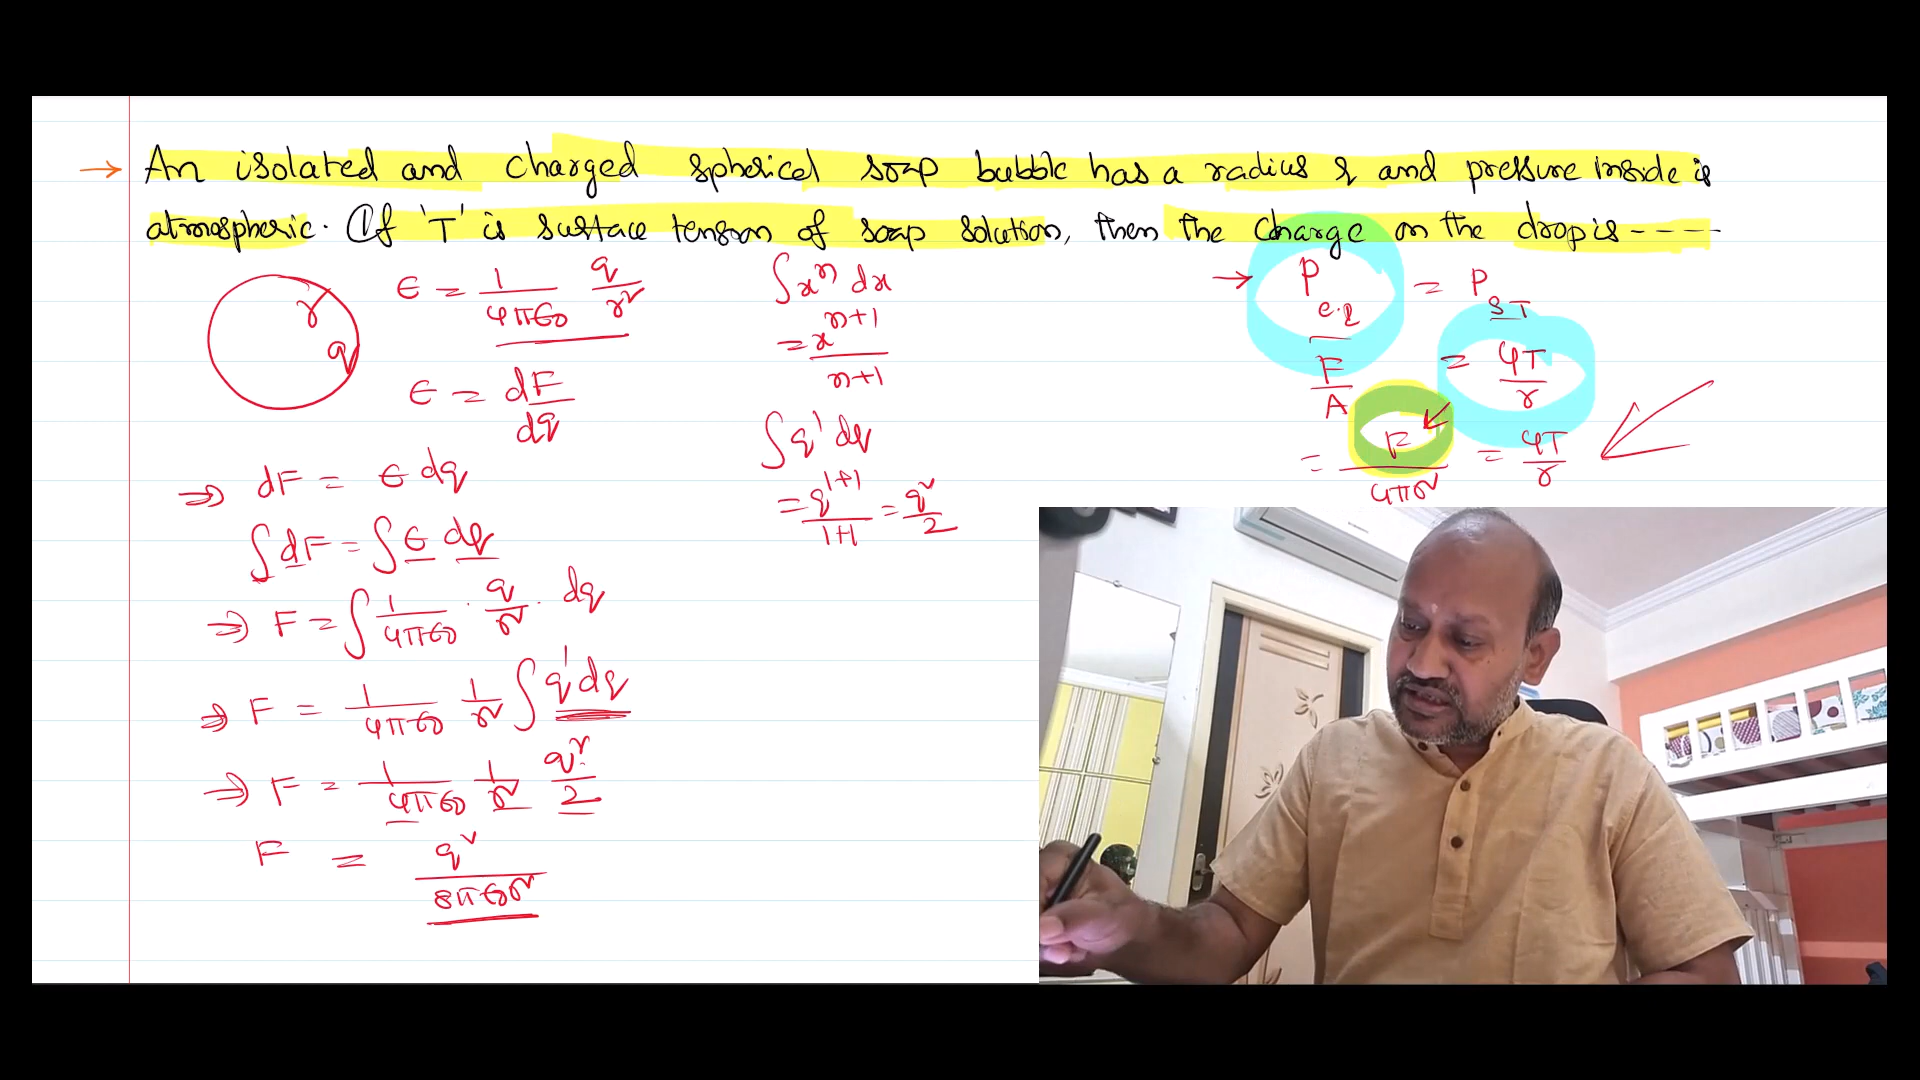 → An isolated and charged spherical soap bubble has a radius r and pressure inside is
atmospheric. If 'T' is surface tension of soap solution, then the charge on the drop is ----
r
q
E = 1/4πϵ0 q/r²
E = dF/dq
⇒ dF = E dq
∫dF = ∫E dq
⇒ F = ∫ 1/4πϵ0 · q/r² · dq
⇒ F = 1/4πϵ0 1/r² ∫ q¹dq
⇒ F = 1/4πϵ0 1/r² q²/2
F = q²/8πϵ0r²
∫xⁿ dx
= xⁿ⁺¹/n+1
∫q¹ dq
= q¹⁺¹/1+1 = q²/2
→ P e.q = P S T
F/A = 4T/r
= F/4πr² = 4T/r